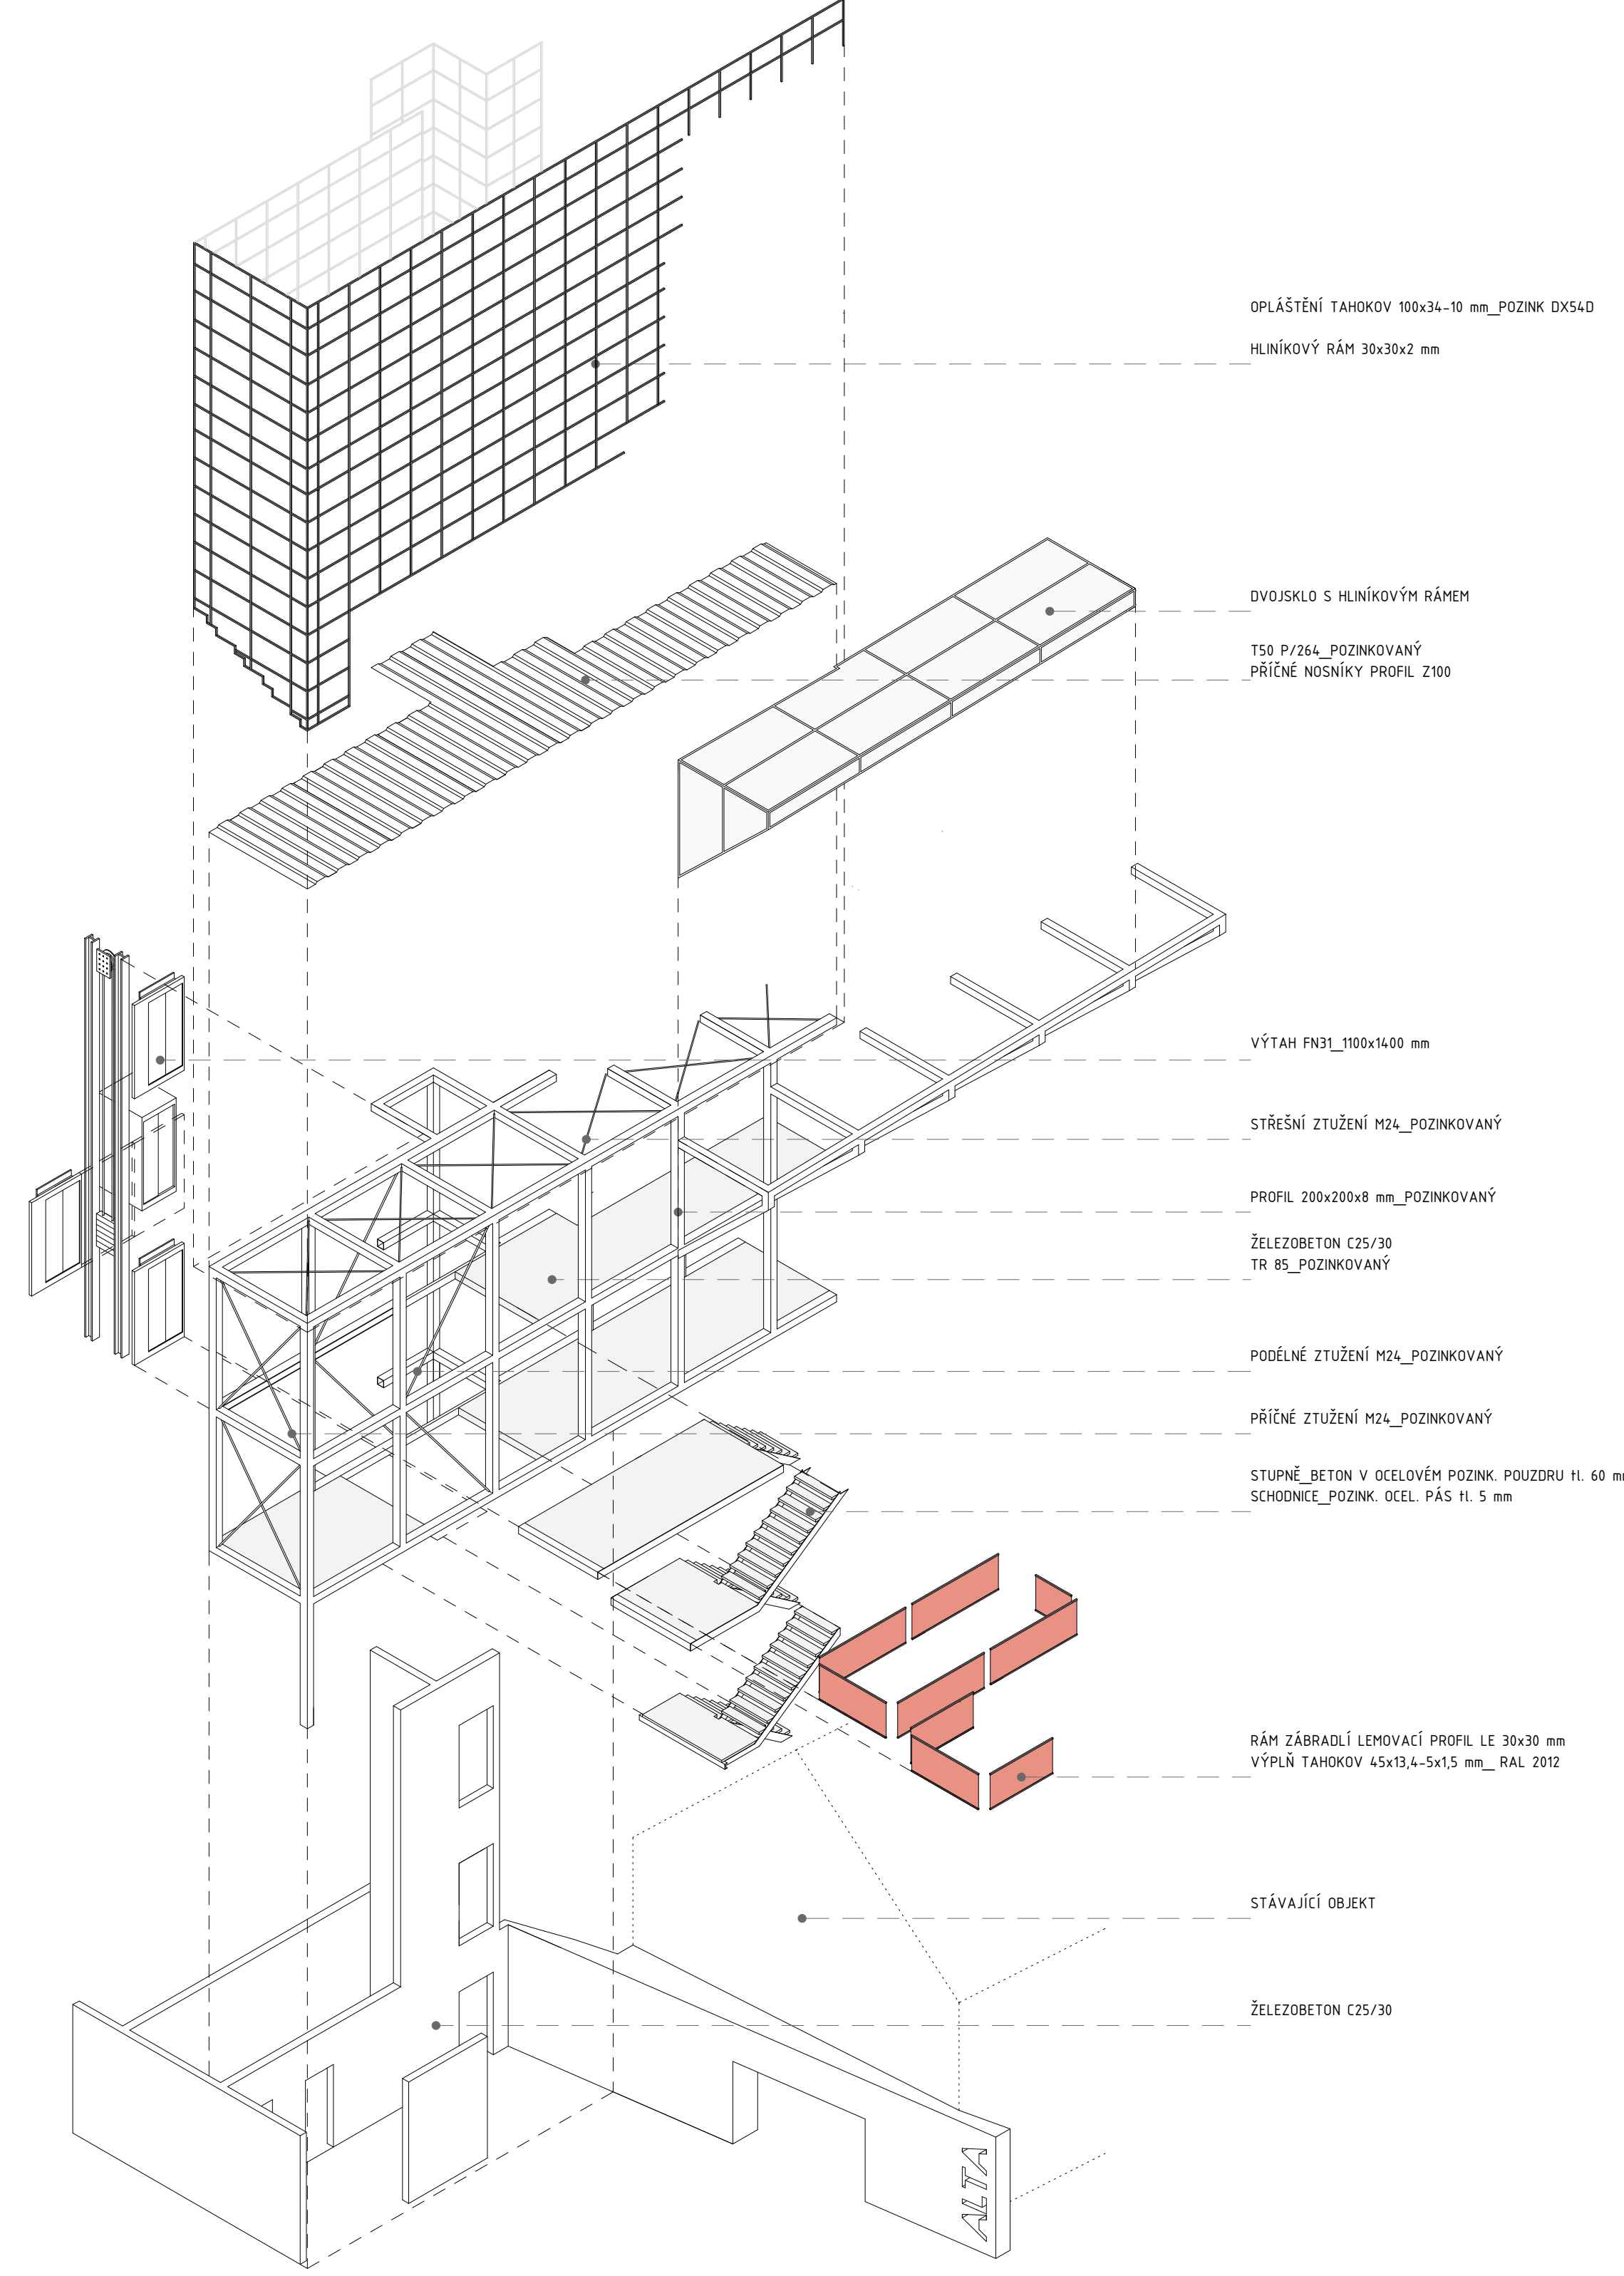 OPLÁŠTĚNÍ TAHOKOV 100x34-10 mm_POZINK DX54D
HLINÍKOVÝ RÁM 30x30x2 mm
DVOJSKLO S HLINÍKOVÝM RÁMEM
T50 P/264_POZINKOVANÝ
PŘÍČNÉ NOSNÍKY PROFIL Z100
VÝTAH FN31_1100x1400 mm
STŘEŠNÍ ZTUŽENÍ M24_POZINKOVANÝ
PROFIL 200x200x8 mm_POZINKOVANÝ
ŽELEZOBETON C25/30
TR 85_POZINKOVANÝ
PODÉLNÉ ZTUŽENÍ M24_POZINKOVANÝ
PŘÍČNÉ ZTUŽENÍ M24_POZINKOVANÝ
STUPNĚ_BETON V OCELOVÉM POZINK. POUZDRU tl. 60 m
SCHODNICE_POZINK. OCEL. PÁS tl. 5 mm
RÁM ZÁBRADLÍ LEMOVACÍ PROFIL LE 30x30 mm
VÝPLŇ TAHOKOV 45x13,4-5x1,5 mm_ RAL 2012
STÁVAJÍCÍ OBJEKT
ŽELEZOBETON C25/30
ALTA